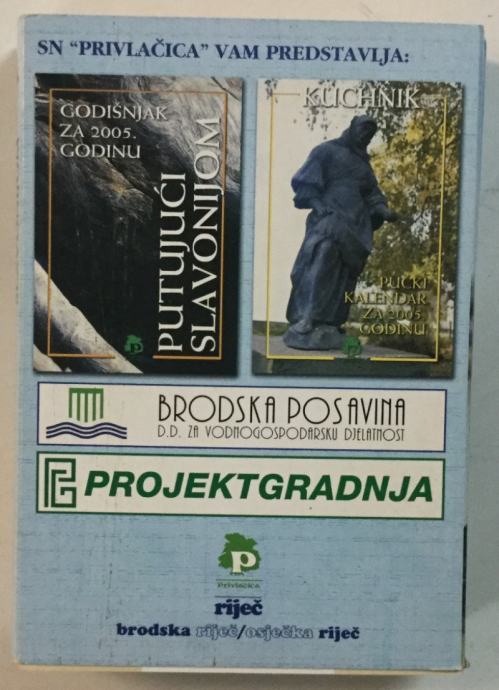 SN "PRIVLAČICA" VAM PREDSTAVLJA:
GODIŠNJAK
ZA 2005.
GODINU
PUTUJUĆI
SLAVONIJOM
KUCHNIK
PUČKI
KALENDAR
ZA 2005.
GODINU
BRODSKA POSAVINA
D.D. ZA VODNOGOSPODARSKU DJELATNOST
PROJEKTGRADNJA
P
Privlačica
riječ
brodska riječ/osječka riječ